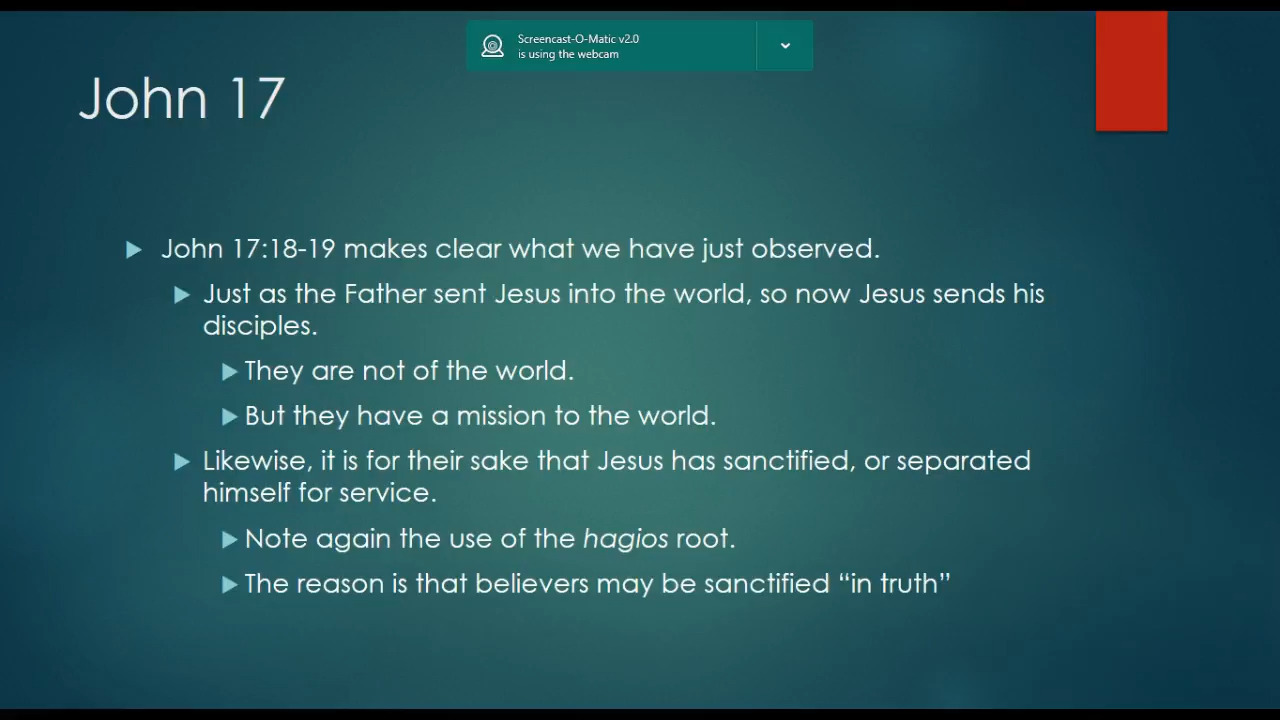 Screencast-O-Matic v2.0
is using the webcam
John 17
John 17:18-19 makes clear what we have just observed.
Just as the Father sent Jesus into the world, so now Jesus sends his
disciples.
They are not of the world.
But they have a mission to the world.
Likewise, it is for their sake that Jesus has sanctified, or separated
himself for service.
Note again the use of the hagios root.
The reason is that believers may be sanctified “in truth”